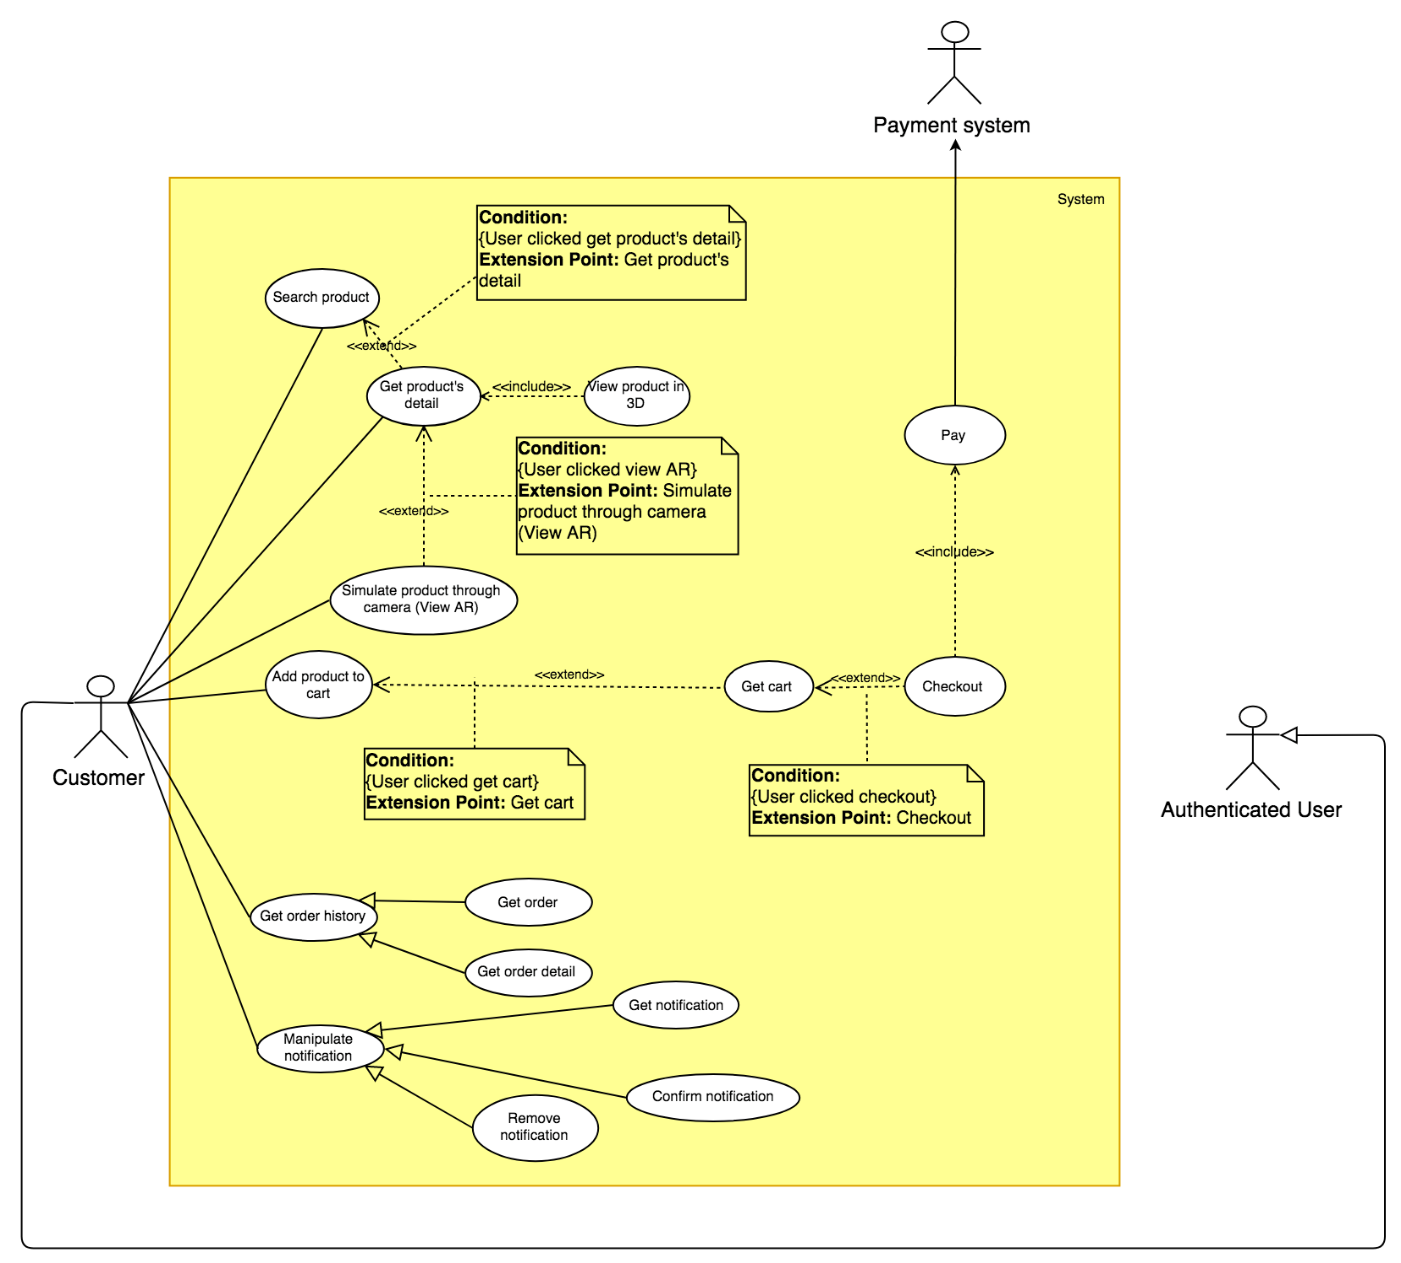 Payment system
System
Condition:
{User clicked get product's detail}
Extension Point: Get product's
detail
Search product
<<extend>>
Get product's
detail
<<include>>
View product in
3D
Pay
Condition:
{User clicked view AR}
Extension Point: Simulate
product through camera
(View AR)
<<extend>>
<<include>>
Simulate product through
camera (View AR)
Add product to
cart
<<extend>>
Get cart
<<extend>>
Checkout
Customer
Condition:
{User clicked get cart}
Extension Point: Get cart
Condition:
{User clicked checkout}
Extension Point: Checkout
Authenticated User
Get order history
Get order
Get order detail
Get notification
Manipulate
notification
Confirm notification
Remove
notification